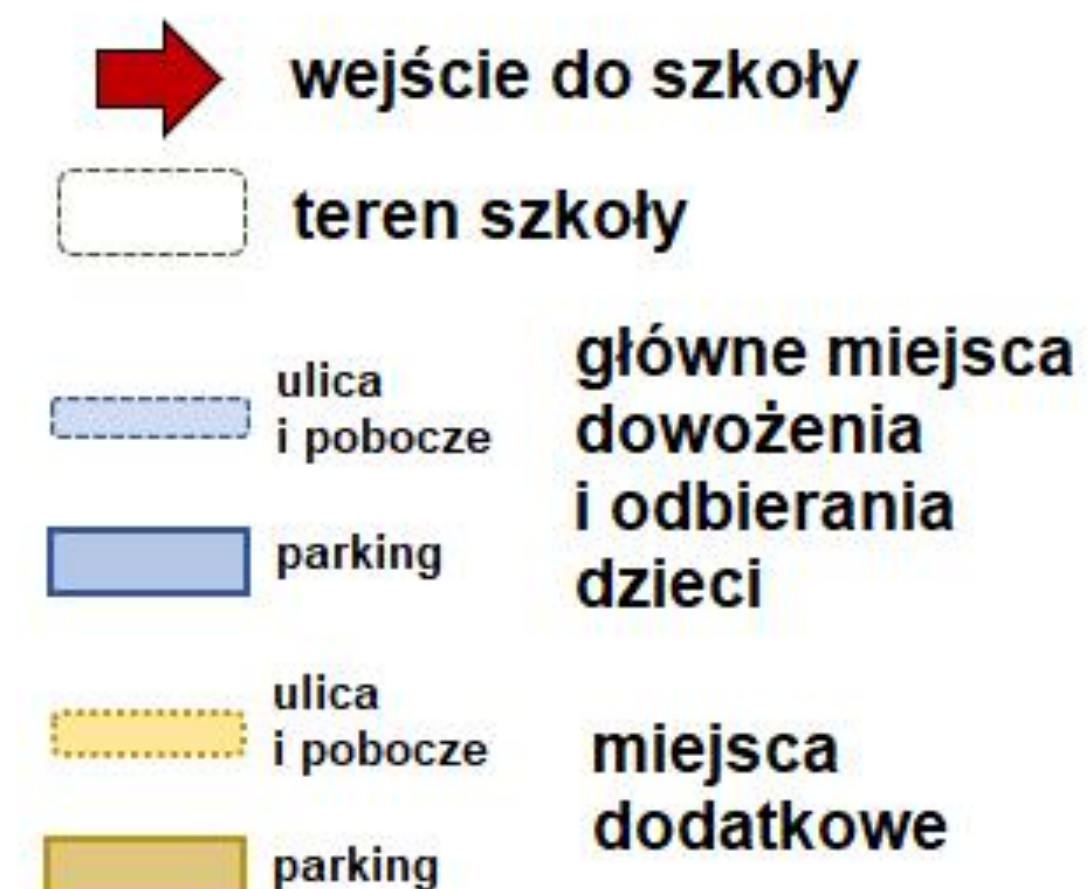 wejście do szkoły
teren szkoły
ulica
i pobocze
parking
główne miejsca
dowożenia
i odbierania
dzieci
ulica
i pobocze
parking
miejsca
dodatkowe